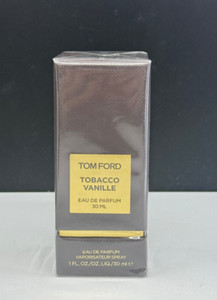 TOM FORD
TOBACCO
VANILLE
EAU DE PARFUM
30 ML
EAU DE PARFUM
VAPORISATEUR SPRAY
1 FL.OZ./OZ.LIQ/30 ml ℮